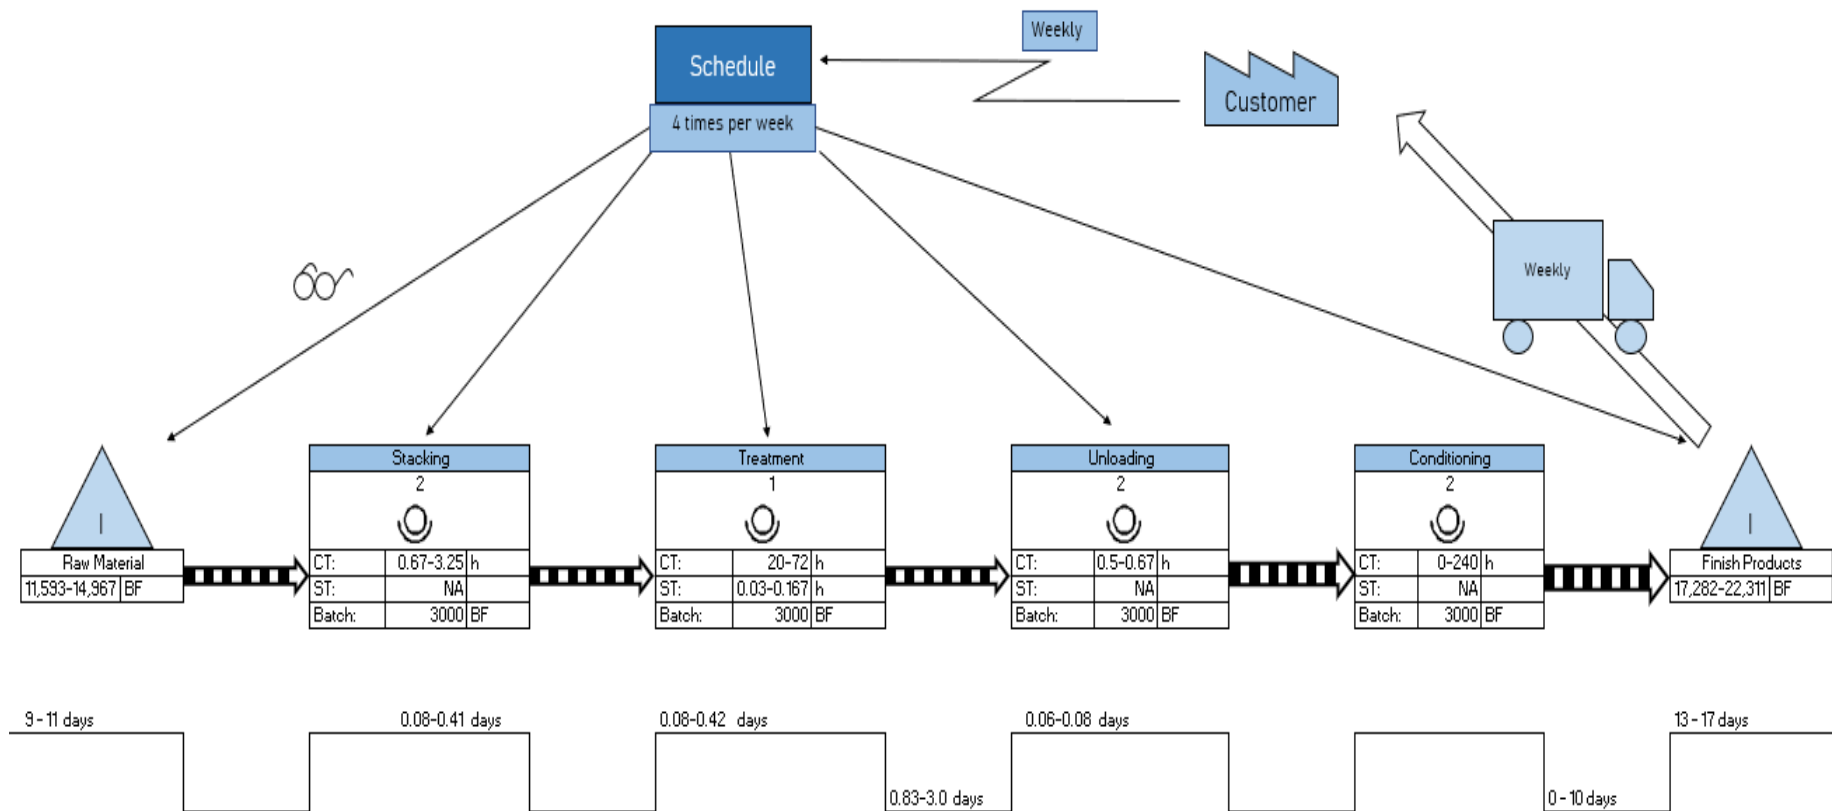 Weekly
Schedule
Customer
4 times per week
Weekly
Stacking
Treatment
Unloading
Conditioning
2
1
2
2
I
I
Raw Material
11,593-14,967 BF
CT: 0.67-3.25 h
ST: NA
Batch: 3000 BF
CT: 20-72 h
ST: 0.03-0.167 h
Batch: 3000 BF
CT: 0.5-0.67 h
ST: NA
Batch: 3000 BF
CT: 0-240 h
ST: NA
Batch: 3000 BF
Finish Products
17,282-22,311 BF
9 - 11 days
0.08-0.41 days
0.08-0.42 days
0.06-0.08 days
13 - 17 days
0.83-3.0 days
0 - 10 days